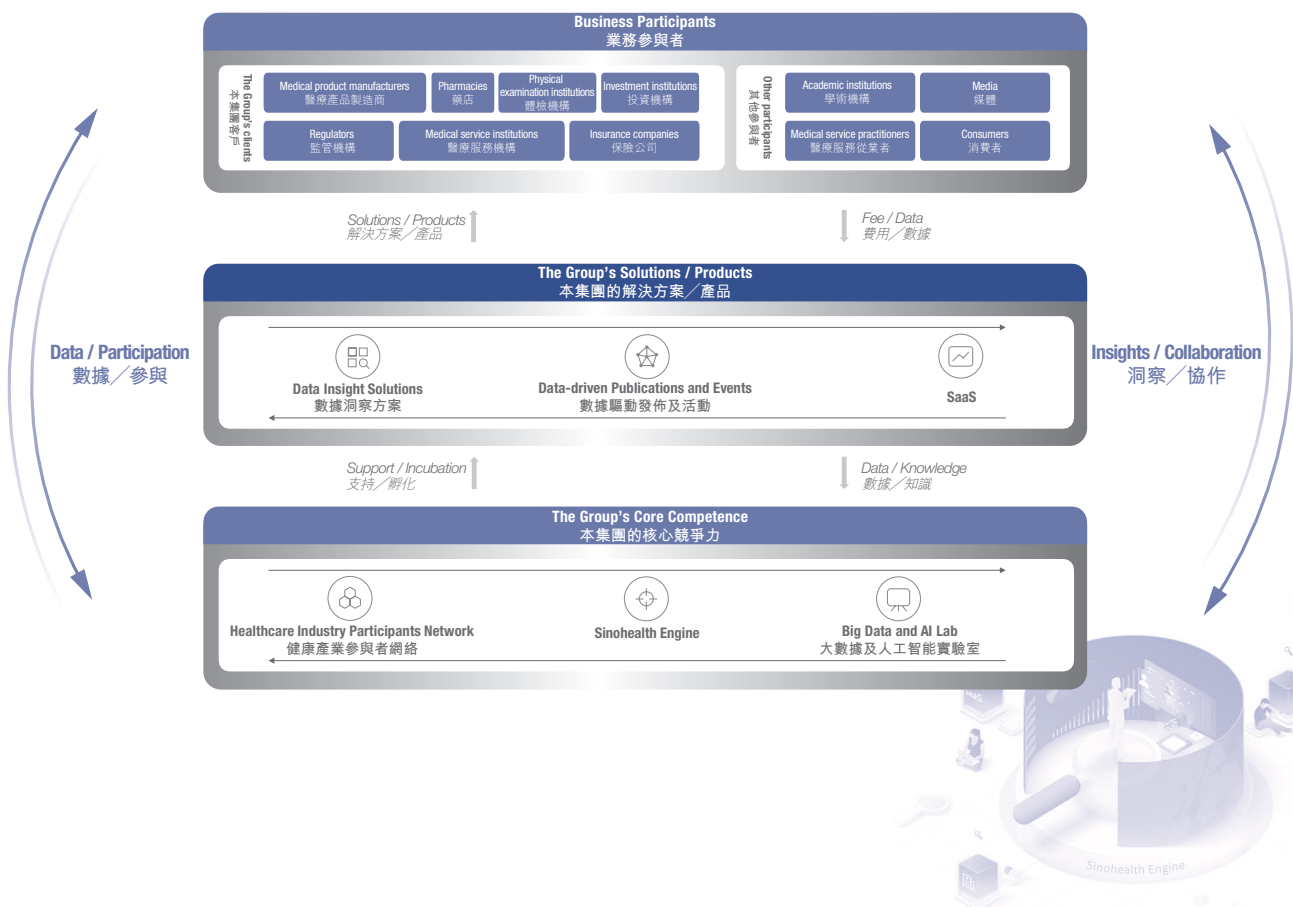 Business Participants
業務參與者
The Group's clients
本集團客戶
Medical product manufacturers
醫療產品製造商
Pharmacies
藥店
Physical
examination institutions
體檢機構
Investment institutions
投資機構
Regulators
監管機構
Medical service institutions
醫療服務機構
Insurance companies
保險公司
Other participants
其他參與者
Academic institutions
學術機構
Media
媒體
Medical service practitioners
醫療服務從業者
Consumers
消費者
Solutions / Products
解決方案／產品
Fee / Data
費用／數據
The Group's Solutions / Products
本集團的解決方案／產品
Data / Participation
數據／參與
Data Insight Solutions
數據洞察方案
Data-driven Publications and Events
數據驅動發佈及活動
SaaS
Insights / Collaboration
洞察／協作
Support / Incubation
支持／孵化
Data / Knowledge
數據／知識
The Group's Core Competence
本集團的核心競爭力
Healthcare Industry Participants Network
健康產業參與者網絡
Sinohealth Engine
Big Data and AI Lab
大數據及人工智能實驗室
SaaS
Sinohealth Engine